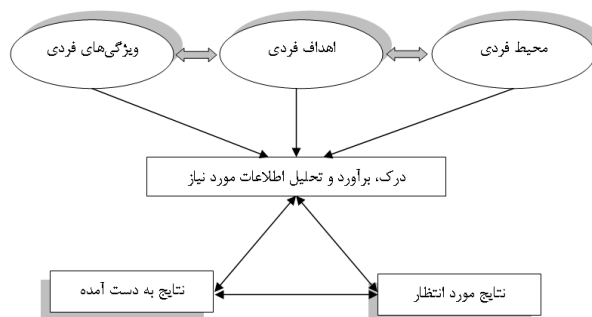 محیط فردی
اهداف فردی
ویژگی‌های فردی
درک، برآورد و تحلیل اطلاعات مورد نیاز
نتایج مورد انتظار
نتایج به دست آمده